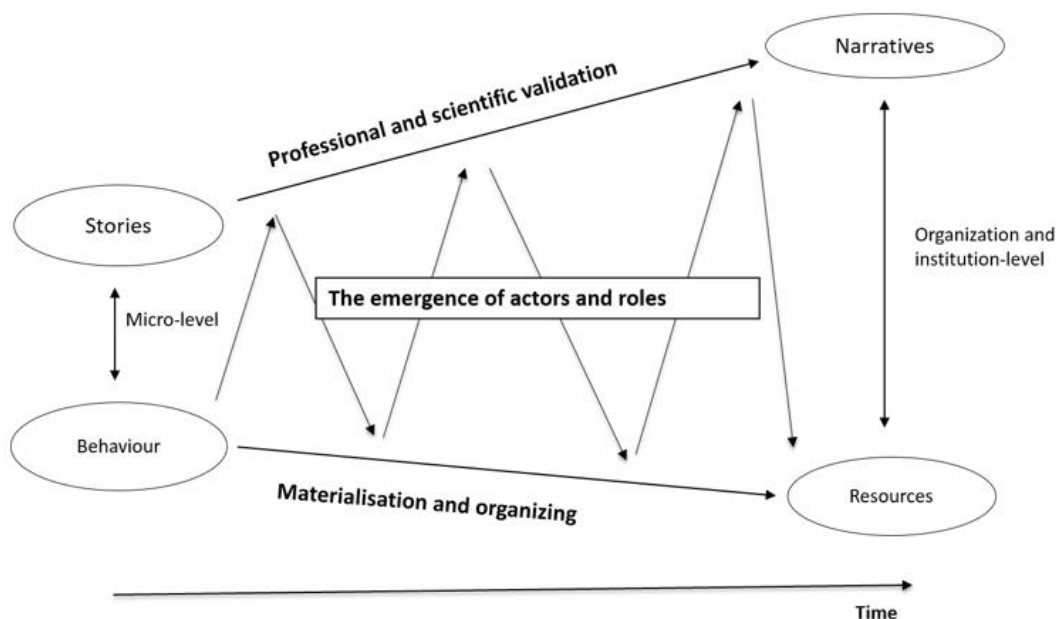 Narratives
Professional and scientific validation
Stories
Organization and
institution-level
The emergence of actors and roles
Micro-level
Behaviour
Materialisation and organizing
Resources
Time